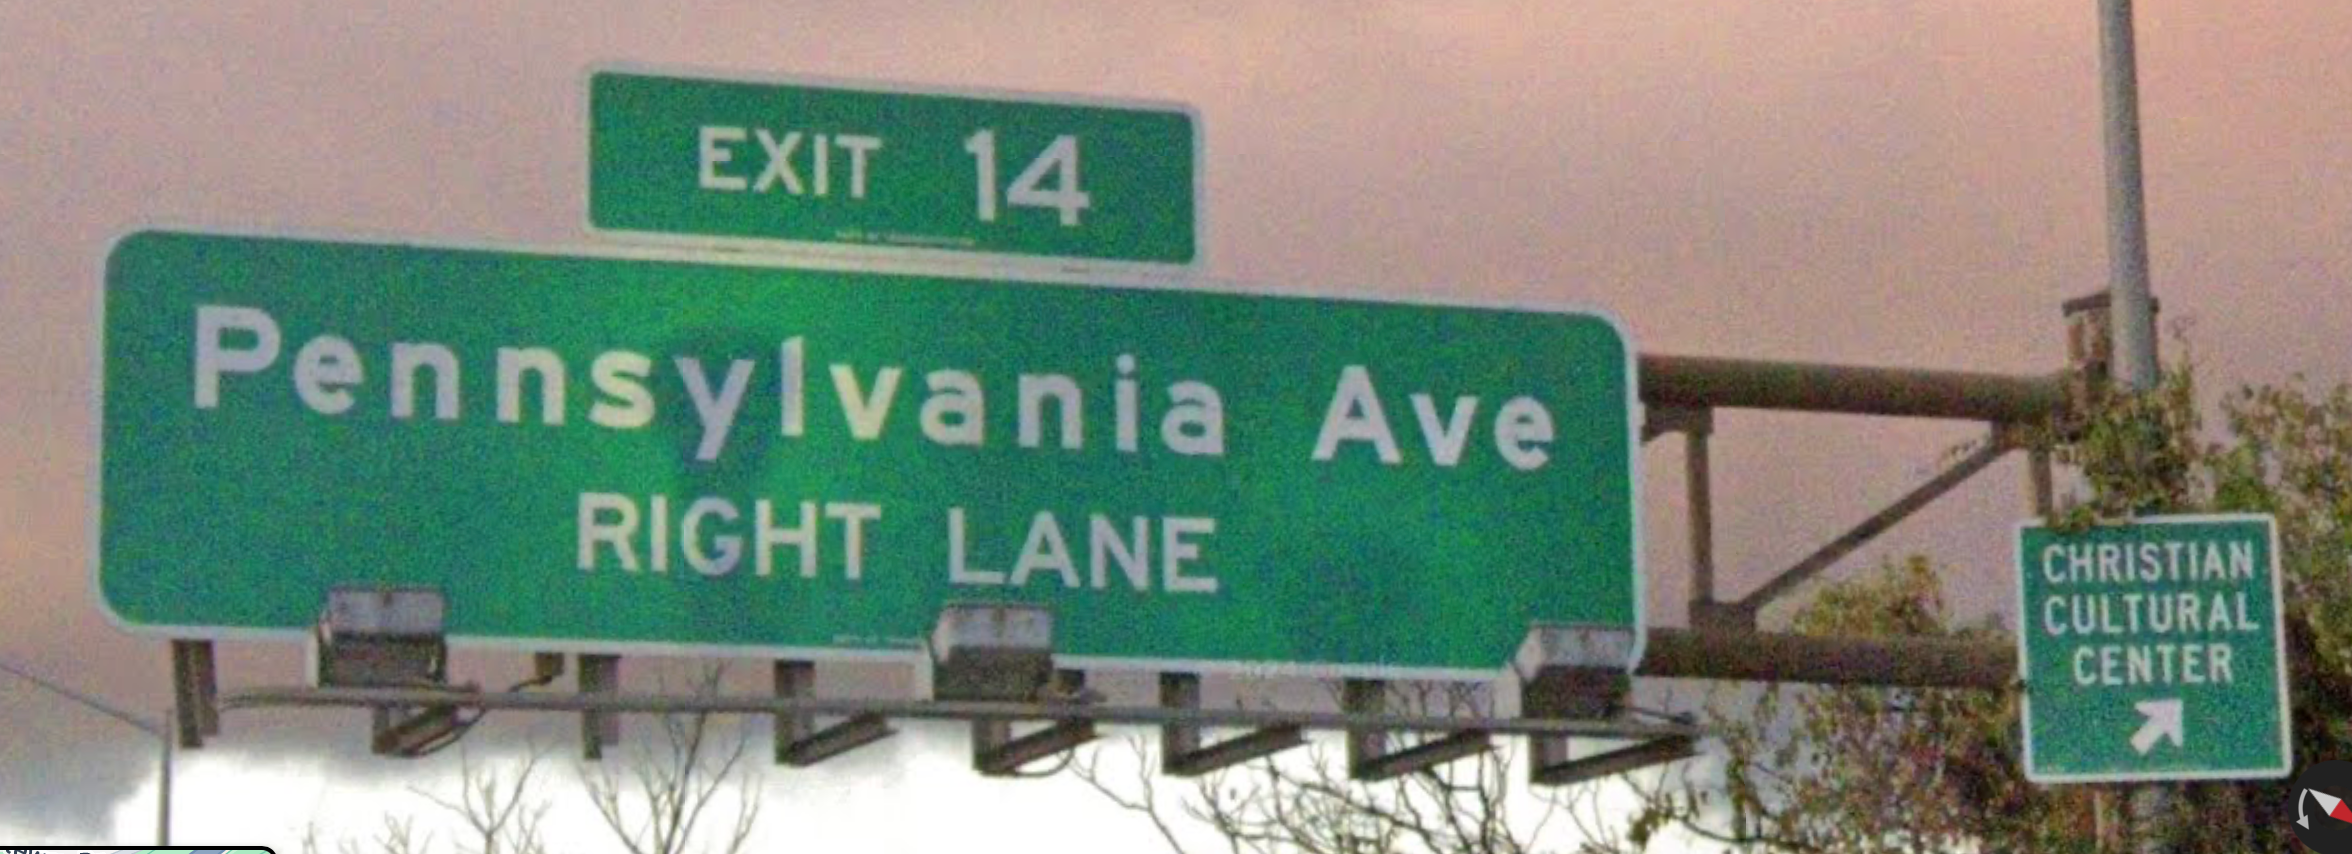 EXIT 14
Pennsylvania Ave
RIGHT LANE
CHRISTIAN
CULTURAL
CENTER